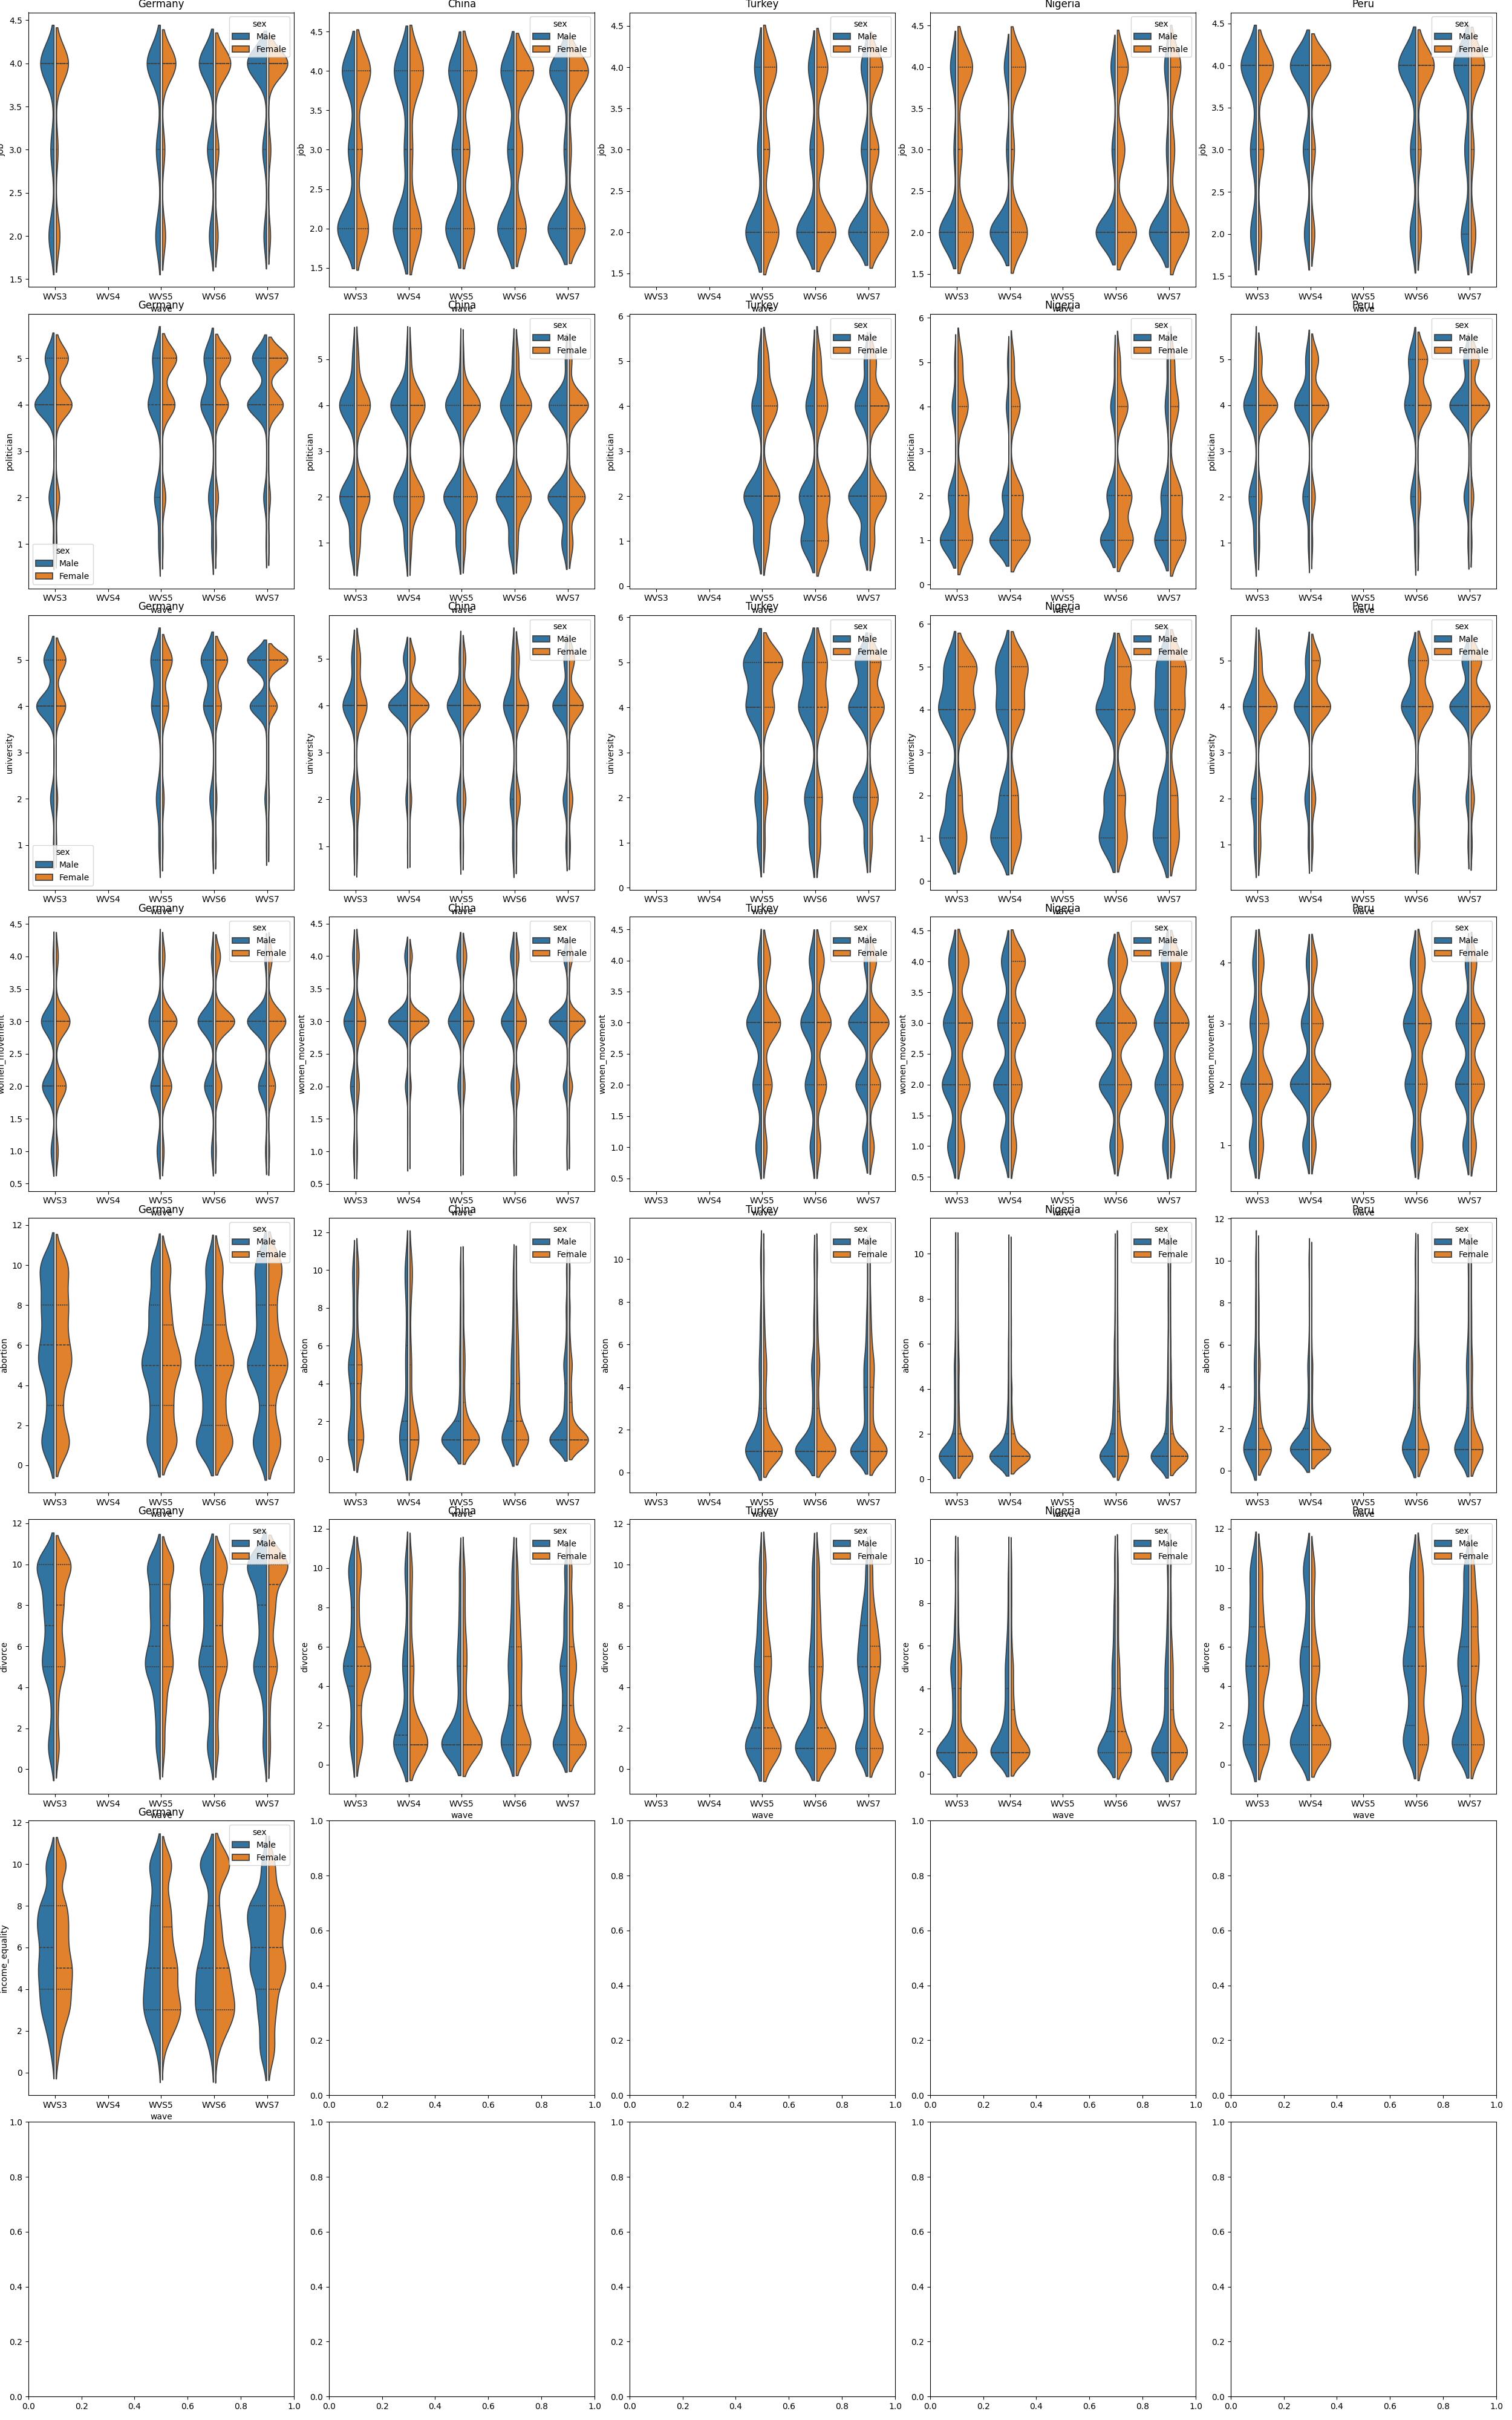 Germany
sex
Male
Female
4.5
4.0
3.5
3.0
2.5
2.0
1.5
job
WVS3 WVS4 WVS5 WVS6 WVS7
wave
China
sex
Male
Female
4.5
4.0
3.5
3.0
2.5
2.0
1.5
job
WVS3 WVS4 WVS5 WVS6 WVS7
wave
Turkey
sex
Male
Female
4.5
4.0
3.5
3.0
2.5
2.0
1.5
job
WVS3 WVS4 WVS5 WVS6 WVS7
wave
Nigeria
sex
Male
Female
4.5
4.0
3.5
3.0
2.5
2.0
1.5
job
WVS3 WVS4 WVS5 WVS6 WVS7
wave
Peru
sex
Male
Female
4.5
4.0
3.5
3.0
2.5
2.0
1.5
job
WVS3 WVS4 WVS5 WVS6 WVS7
wave
Germany
5
4
3
2
1
politician
sex
Male
Female
WVS3 WVS4 WVS5 WVS6 WVS7
wave
China
sex
Male
Female
5
4
3
2
1
politician
WVS3 WVS4 WVS5 WVS6 WVS7
wave
Turkey
sex
Male
Female
6
5
4
3
2
1
0
politician
WVS3 WVS4 WVS5 WVS6 WVS7
wave
Nigeria
sex
Male
Female
6
5
4
3
2
1
0
politician
WVS3 WVS4 WVS5 WVS6 WVS7
wave
Peru
sex
Male
Female
5
4
3
2
1
politician
WVS3 WVS4 WVS5 WVS6 WVS7
wave
Germany
5
4
3
2
1
university
sex
Male
Female
WVS3 WVS4 WVS5 WVS6 WVS7
wave
China
sex
Male
Female
5
4
3
2
1
university
WVS3 WVS4 WVS5 WVS6 WVS7
wave
Turkey
sex
Male
Female
6
5
4
3
2
1
0
university
WVS3 WVS4 WVS5 WVS6 WVS7
wave
Nigeria
sex
Male
Female
6
5
4
3
2
1
0
university
WVS3 WVS4 WVS5 WVS6 WVS7
wave
Peru
sex
Male
Female
5
4
3
2
1
university
WVS3 WVS4 WVS5 WVS6 WVS7
wave
Germany
sex
Male
Female
4.5
4.0
3.5
3.0
2.5
2.0
1.5
1.0
0.5
women_movement
WVS3 WVS4 WVS5 WVS6 WVS7
wave
China
sex
Male
Female
4.5
4.0
3.5
3.0
2.5
2.0
1.5
1.0
0.5
women_movement
WVS3 WVS4 WVS5 WVS6 WVS7
wave
Turkey
sex
Male
Female
4.5
4.0
3.5
3.0
2.5
2.0
1.5
1.0
0.5
women_movement
WVS3 WVS4 WVS5 WVS6 WVS7
wave
Nigeria
sex
Male
Female
4.5
4.0
3.5
3.0
2.5
2.0
1.5
1.0
0.5
women_movement
WVS3 WVS4 WVS5 WVS6 WVS7
wave
Peru
sex
Male
Female
4
3
2
1
women_movement
WVS3 WVS4 WVS5 WVS6 WVS7
wave
Germany
sex
Male
Female
12
10
8
6
4
2
0
abortion
WVS3 WVS4 WVS5 WVS6 WVS7
wave
China
sex
Male
Female
12
10
8
6
4
2
0
abortion
WVS3 WVS4 WVS5 WVS6 WVS7
wave
Turkey
sex
Male
Female
10
8
6
4
2
0
abortion
WVS3 WVS4 WVS5 WVS6 WVS7
wave
Nigeria
sex
Male
Female
10
8
6
4
2
0
abortion
WVS3 WVS4 WVS5 WVS6 WVS7
wave
Peru
sex
Male
Female
12
10
8
6
4
2
0
abortion
WVS3 WVS4 WVS5 WVS6 WVS7
wave
Germany
sex
Male
Female
12
10
8
6
4
2
0
divorce
WVS3 WVS4 WVS5 WVS6 WVS7
wave
China
sex
Male
Female
12
10
8
6
4
2
0
divorce
WVS3 WVS4 WVS5 WVS6 WVS7
wave
Turkey
sex
Male
Female
12
10
8
6
4
2
0
divorce
WVS3 WVS4 WVS5 WVS6 WVS7
wave
Nigeria
sex
Male
Female
10
8
6
4
2
0
divorce
WVS3 WVS4 WVS5 WVS6 WVS7
wave
Peru
sex
Male
Female
12
10
8
6
4
2
0
divorce
WVS3 WVS4 WVS5 WVS6 WVS7
wave
Germany
sex
Male
Female
12
10
8
6
4
2
0
income_equality
WVS3 WVS4 WVS5 WVS6 WVS7
wave
1.0
0.8
0.6
0.4
0.2
0.0
0.0 0.2 0.4 0.6 0.8 1.0
1.0
0.8
0.6
0.4
0.2
0.0
0.0 0.2 0.4 0.6 0.8 1.0
1.0
0.8
0.6
0.4
0.2
0.0
0.0 0.2 0.4 0.6 0.8 1.0
1.0
0.8
0.6
0.4
0.2
0.0
0.0 0.2 0.4 0.6 0.8 1.0
1.0
0.8
0.6
0.4
0.2
0.0
0.0 0.2 0.4 0.6 0.8 1.0
1.0
0.8
0.6
0.4
0.2
0.0
0.0 0.2 0.4 0.6 0.8 1.0
1.0
0.8
0.6
0.4
0.2
0.0
0.0 0.2 0.4 0.6 0.8 1.0
1.0
0.8
0.6
0.4
0.2
0.0
0.0 0.2 0.4 0.6 0.8 1.0
1.0
0.8
0.6
0.4
0.2
0.0
0.0 0.2 0.4 0.6 0.8 1.0